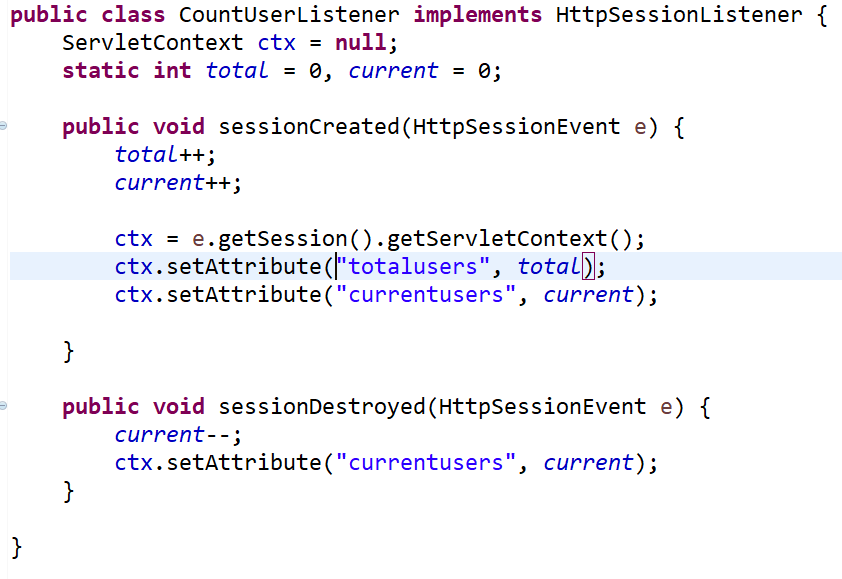 public class CountUserListener implements HttpSessionListener {
    ServletContext ctx = null;
    static int total = 0, current = 0;
    public void sessionCreated(HttpSessionEvent e) {
        total++;
        current++;
        ctx = e.getSession().getServletContext();
        ctx.setAttribute("totalusers", total);
        ctx.setAttribute("currentusers", current);
    }
    public void sessionDestroyed(HttpSessionEvent e) {
        current--;
        ctx.setAttribute("currentusers", current);
    }
}